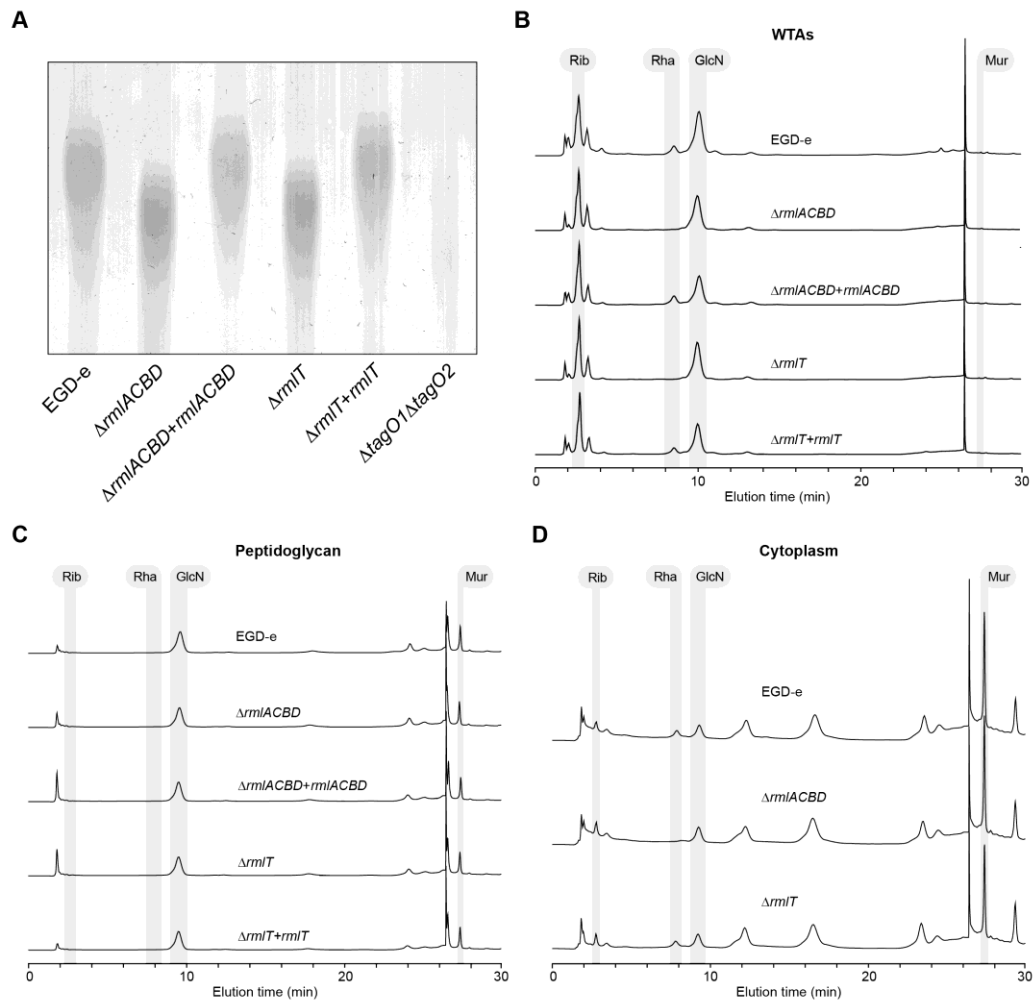 A
EGD-e
ΔrmlACBD
ΔrmlACBD+rmlACBD
ΔrmlT
ΔrmlT+rmlT
ΔtagO1ΔtagO2
B
WTAs
Rib
Rha
GlcN
Mur
EGD-e
ΔrmlACBD
ΔrmlACBD+rmlACBD
ΔrmlT
ΔrmlT+rmlT
0 10 20 30
Elution time (min)
C
Peptidoglycan
Rib
Rha
GlcN
Mur
EGD-e
ΔrmlACBD
ΔrmlACBD+rmlACBD
ΔrmlT
ΔrmlT+rmlT
0 10 20 30
Elution time (min)
D
Cytoplasm
Rib
Rha
GlcN
Mur
EGD-e
ΔrmlACBD
ΔrmlT
0 10 20 30
Elution time (min)